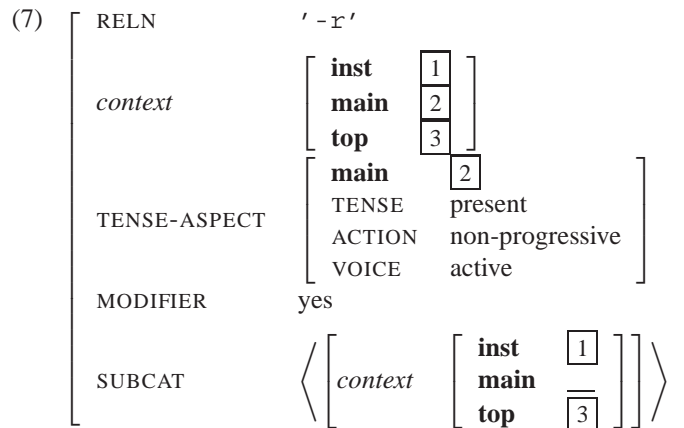 (7)
RELN '-r'
context inst 1
main 2
top 3
TENSE-ASPECT main 2
TENSE present
ACTION non-progressive
VOICE active
MODIFIER yes
SUBCAT context inst 1
main __
top 3